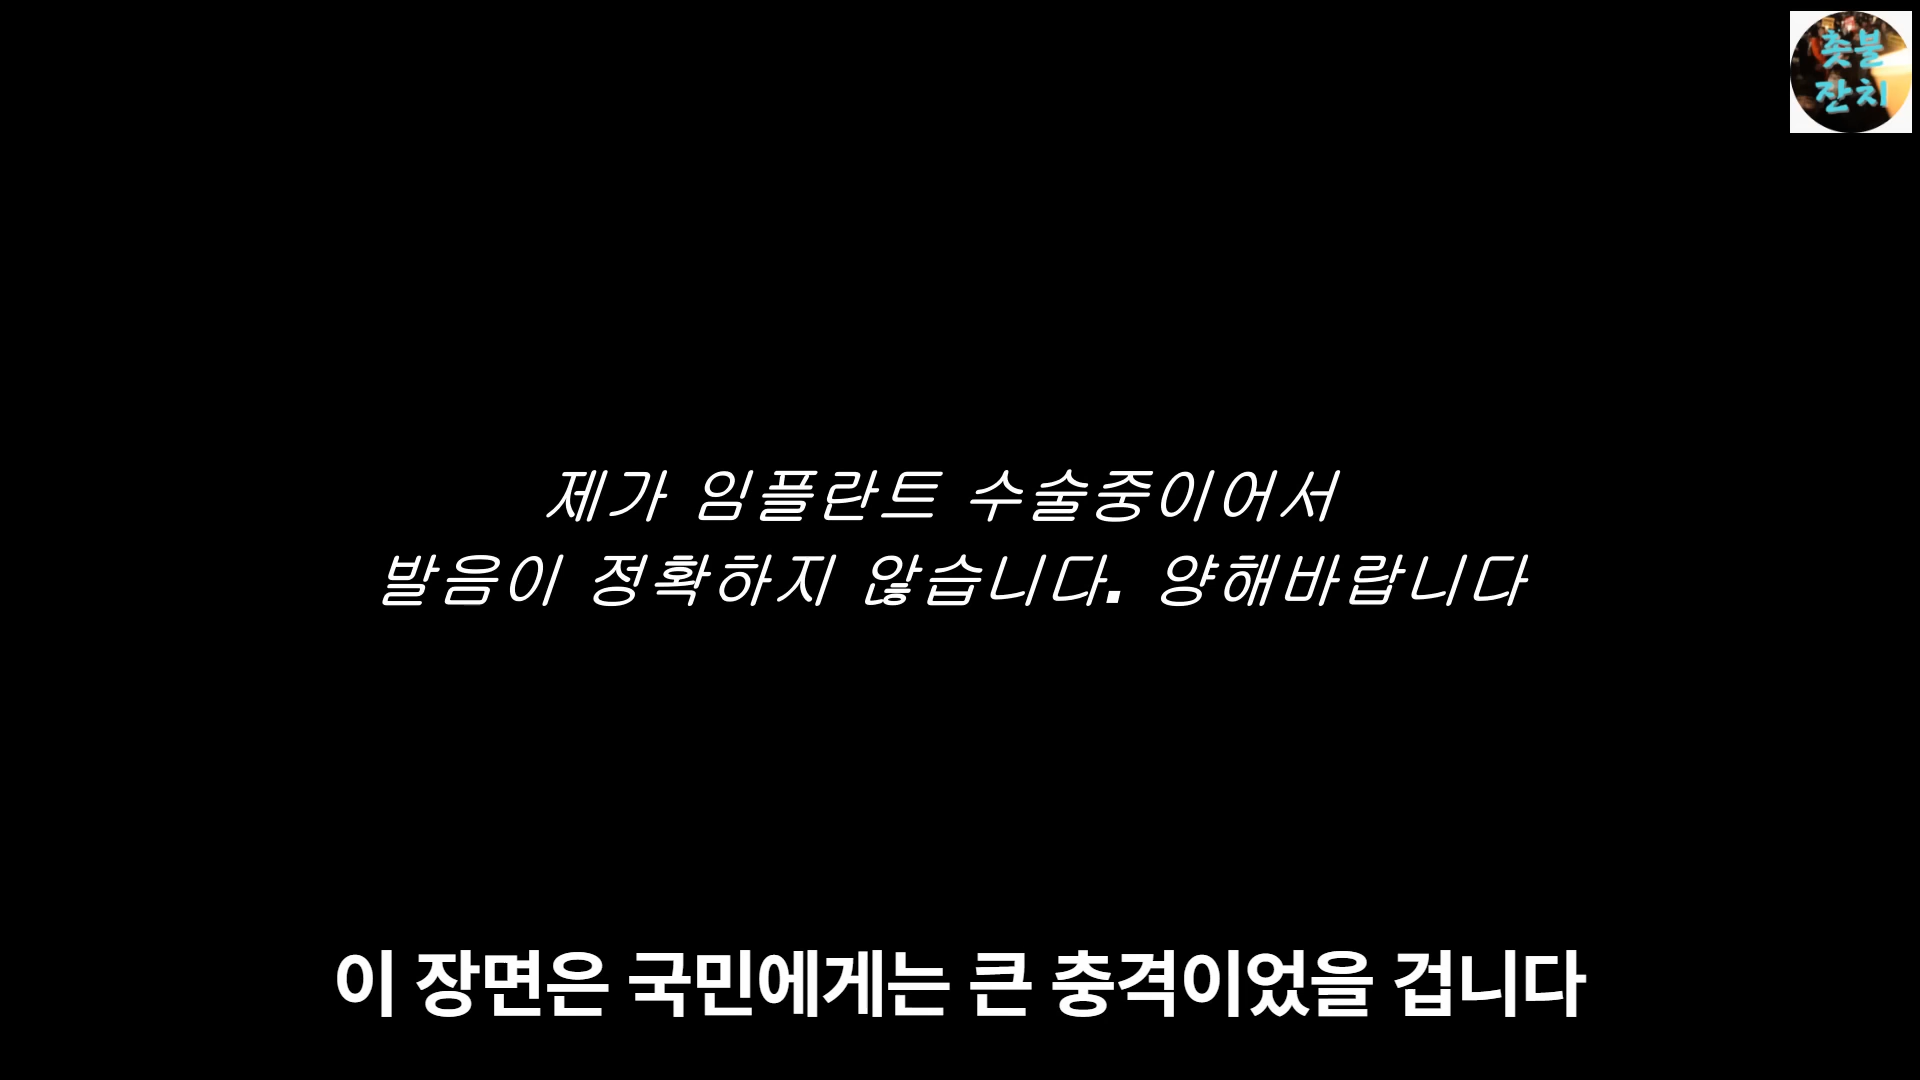 촛불
잔치
제가 임플란트 수술중이어서
발음이 정확하지 않습니다. 양해바랍니다
이 장면은 국민에게는 큰 충격이었을 겁니다